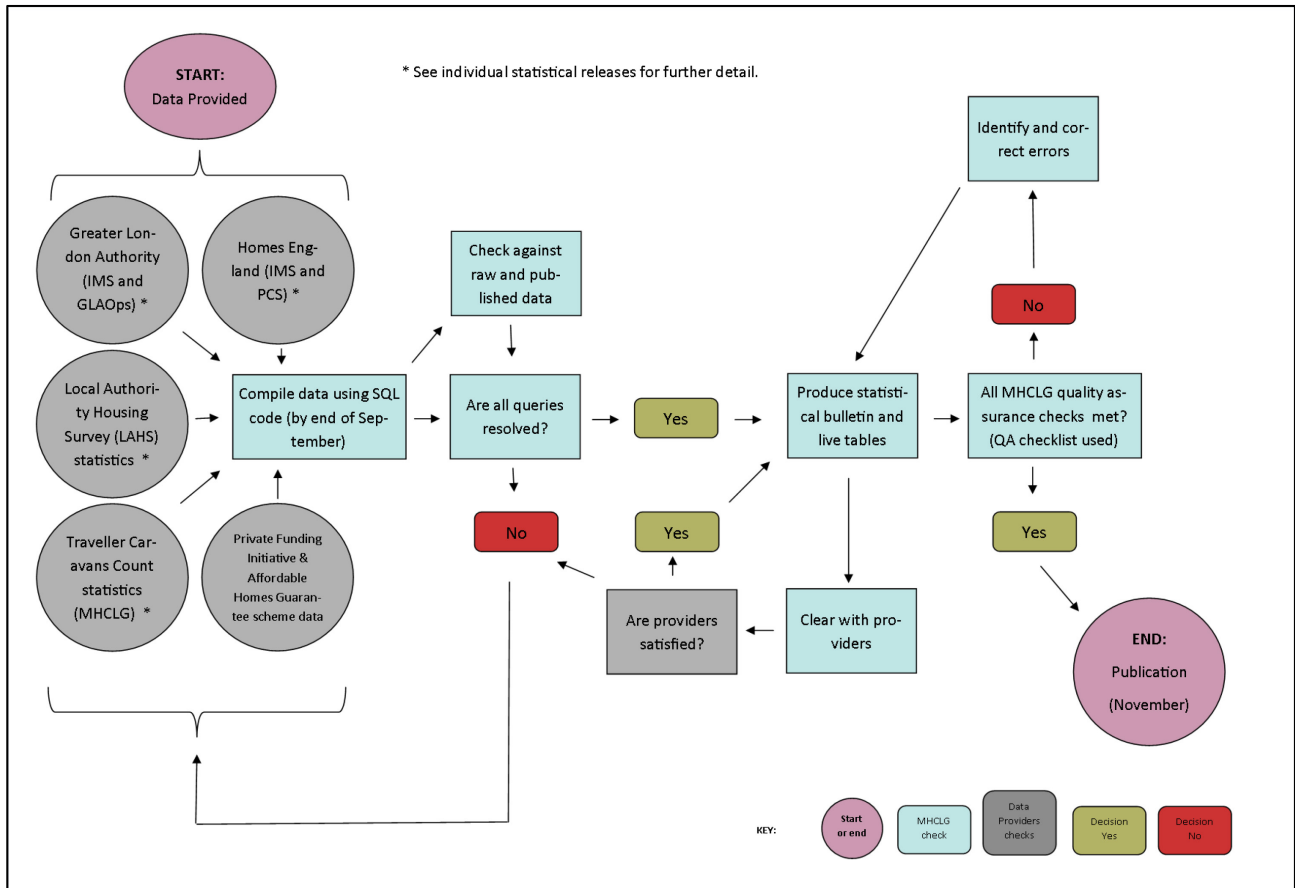 START:
Data Provided
* See individual statistical releases for further detail.
Identify and cor-
rect errors
Greater Lon-
don Authority
(IMS and
GLAOps) *
Homes Eng-
land (IMS and
PCS) *
Check against
raw and pub-
lished data
No
Local Authori-
ty Housing
Survey (LAHS)
statistics *
Compile data using SQL
code (by end of Sep-
tember)
Are all queries
resolved?
Yes
Produce statisti-
cal bulletin and
live tables
All MHCLG quality as-
surance checks met?
(QA checklist used)
Traveller Car-
avans Count
statistics
(MHCLG) *
Private Funding
Initiative &
Affordable
Homes Guaran-
tee scheme data
No
Yes
Yes
Are providers
satisfied?
Clear with pro-
viders
END:
Publication
(November)
KEY:
Start
or end
MHCLG
check
Data
Providers
checks
Decision
Yes
Decision
No